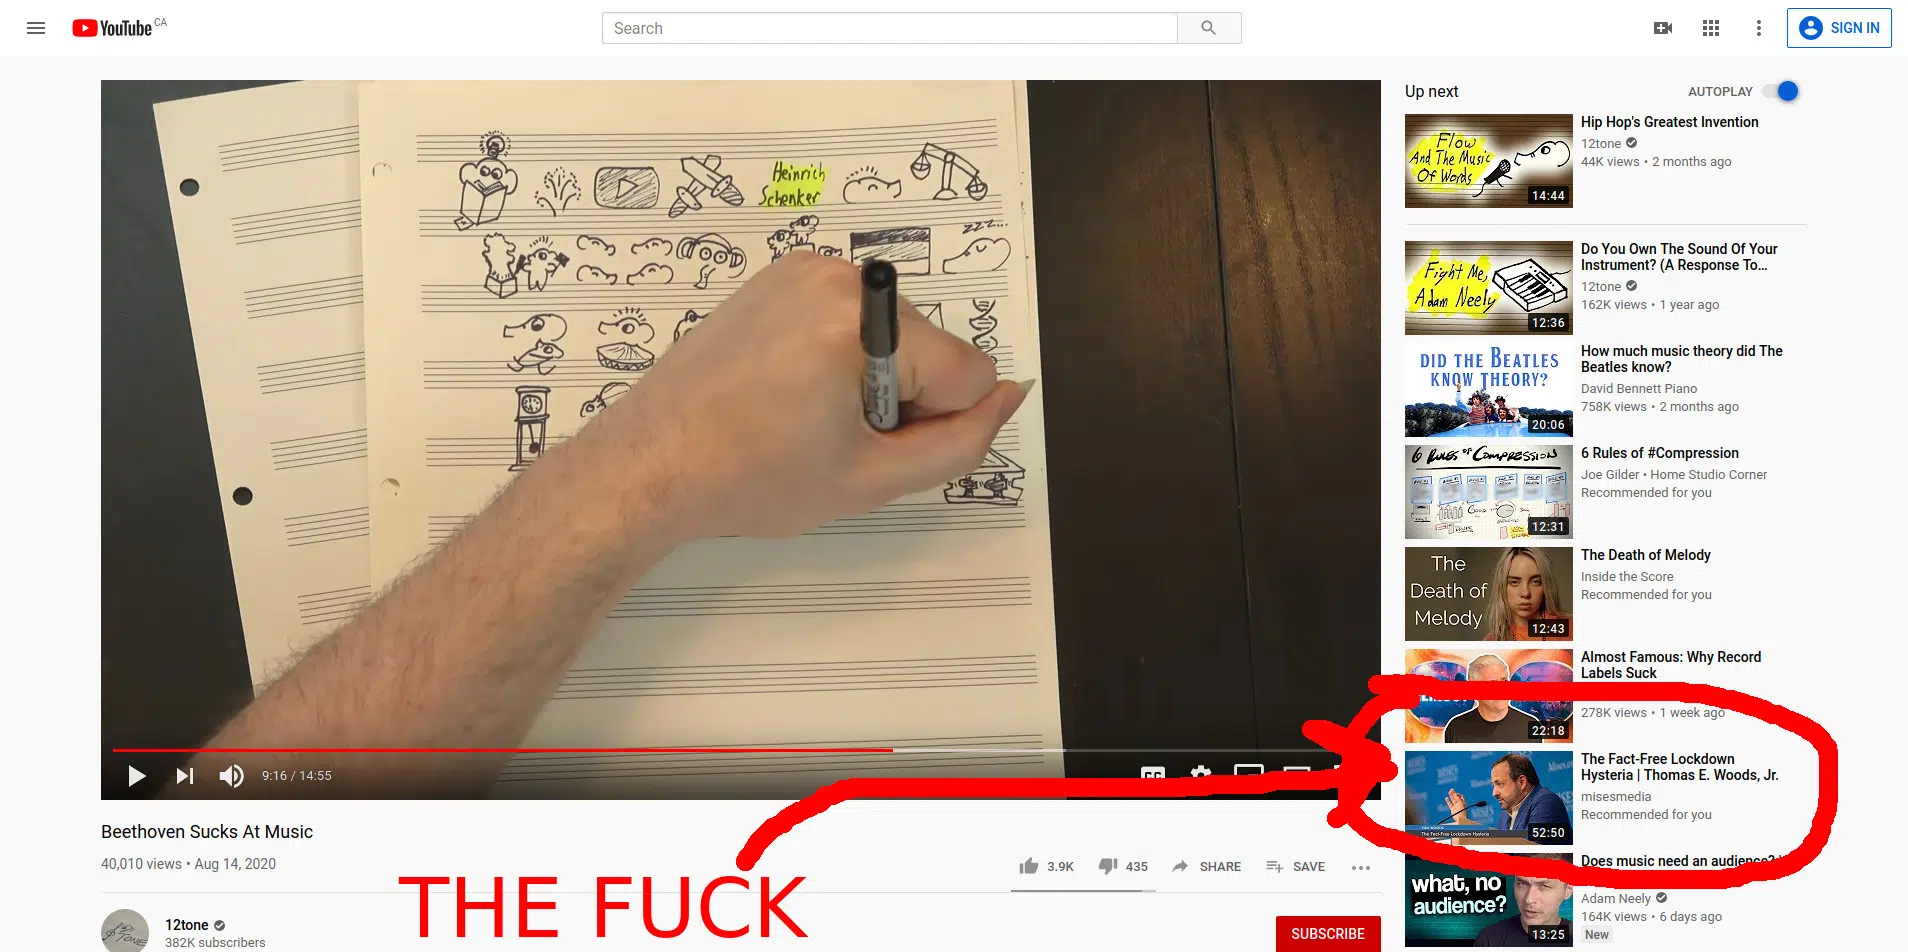 YouTube CA
Search
SIGN IN
Heinrich
Schenker
zzz...
9:16 / 14:55
CC
Beethoven Sucks At Music
40,010 views • Aug 14, 2020
3.9K
435
SHARE
SAVE
12tone
382K subscribers
SUBSCRIBE
THE FUCK
Up next
AUTOPLAY
Flow
And The Music
Of Words
14:44
Hip Hop's Greatest Invention
12tone
44K views • 2 months ago
Fight Me,
Adam Neely
12:36
Do You Own The Sound Of Your
Instrument? (A Response To...
12tone
162K views • 1 year ago
DID THE BEATLES
KNOW THEORY?
20:06
How much music theory did The
Beatles know?
David Bennett Piano
758K views • 2 months ago
6 RULES OF COMPRESSION
12:31
6 Rules of #Compression
Joe Gilder • Home Studio Corner
Recommended for you
The
Death of
Melody
12:43
The Death of Melody
Inside the Score
Recommended for you
22:18
Almost Famous: Why Record
Labels Suck
278K views • 1 week ago
TOM WOODS
The Fact-Free Lockdown Hysteria
52:50
The Fact-Free Lockdown
Hysteria | Thomas E. Woods, Jr.
misesmedia
Recommended for you
what, no
audience?
13:25
Does music need an audience?
Adam Neely
164K views • 6 days ago
New